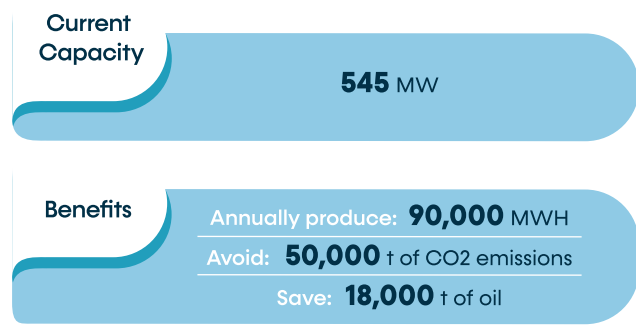 Current
Capacity
545 MW
Benefits
Annually produce: 90,000 MWH
Avoid: 50,000 t of CO2 emissions
Save: 18,000 t of oil